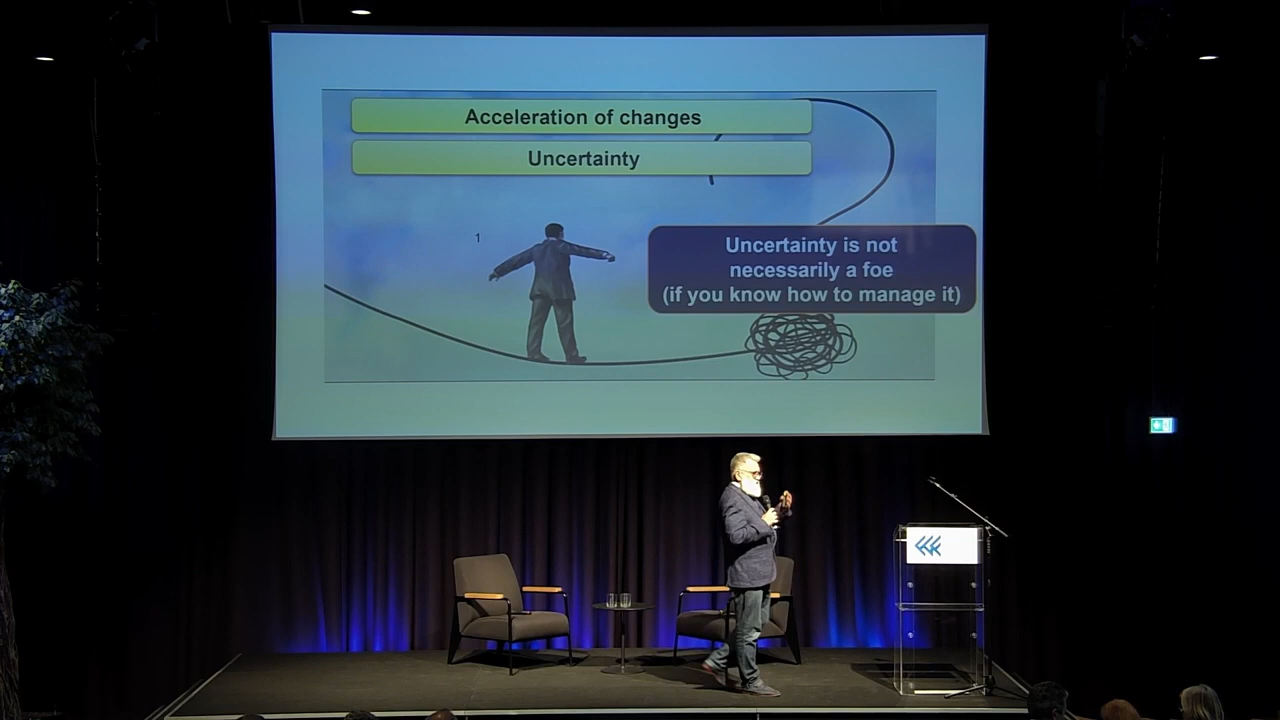 Acceleration of changes
Uncertainty
1
Uncertainty is not
necessarily a foe
(if you know how to manage it)